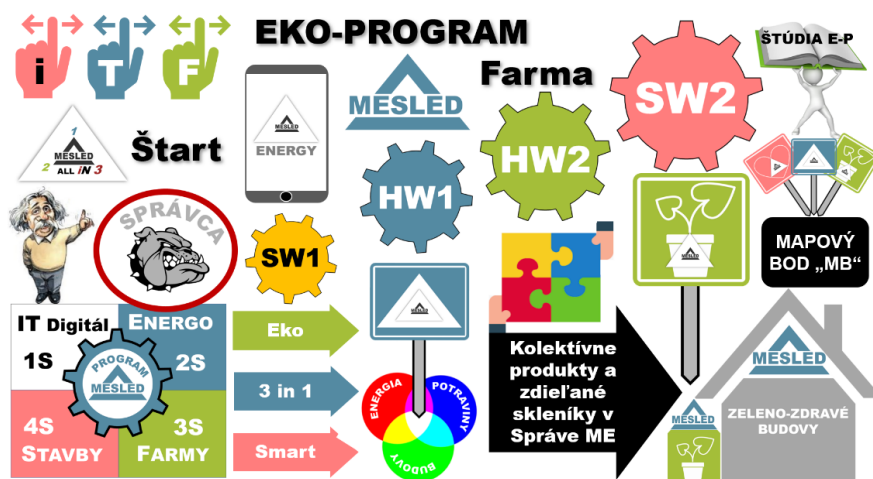 EKO-PROGRAM
i
T
F
ŠTÚDIA E-P
MESLED
Farma
SW2
1
MESLED
2
ALL iN 3
Štart
MESLED
ENERGY
HW1
HW2
SPRÁVCA
SW1
MESLED
MAPOVÝ
BOD „MB“
IT Digitál
ENERGO
1S
2S
PROGRAM
MESLED
4S
STAVBY
3S
FARMY
Eko
3 in 1
Smart
ENERGIA
POTRAVINY
BUDOVY
Kolektívne
produkty a
zdieľané
skleníky v
Správe ME
MESLED
MESLED
ZELENO-ZDRAVÉ
BUDOVY